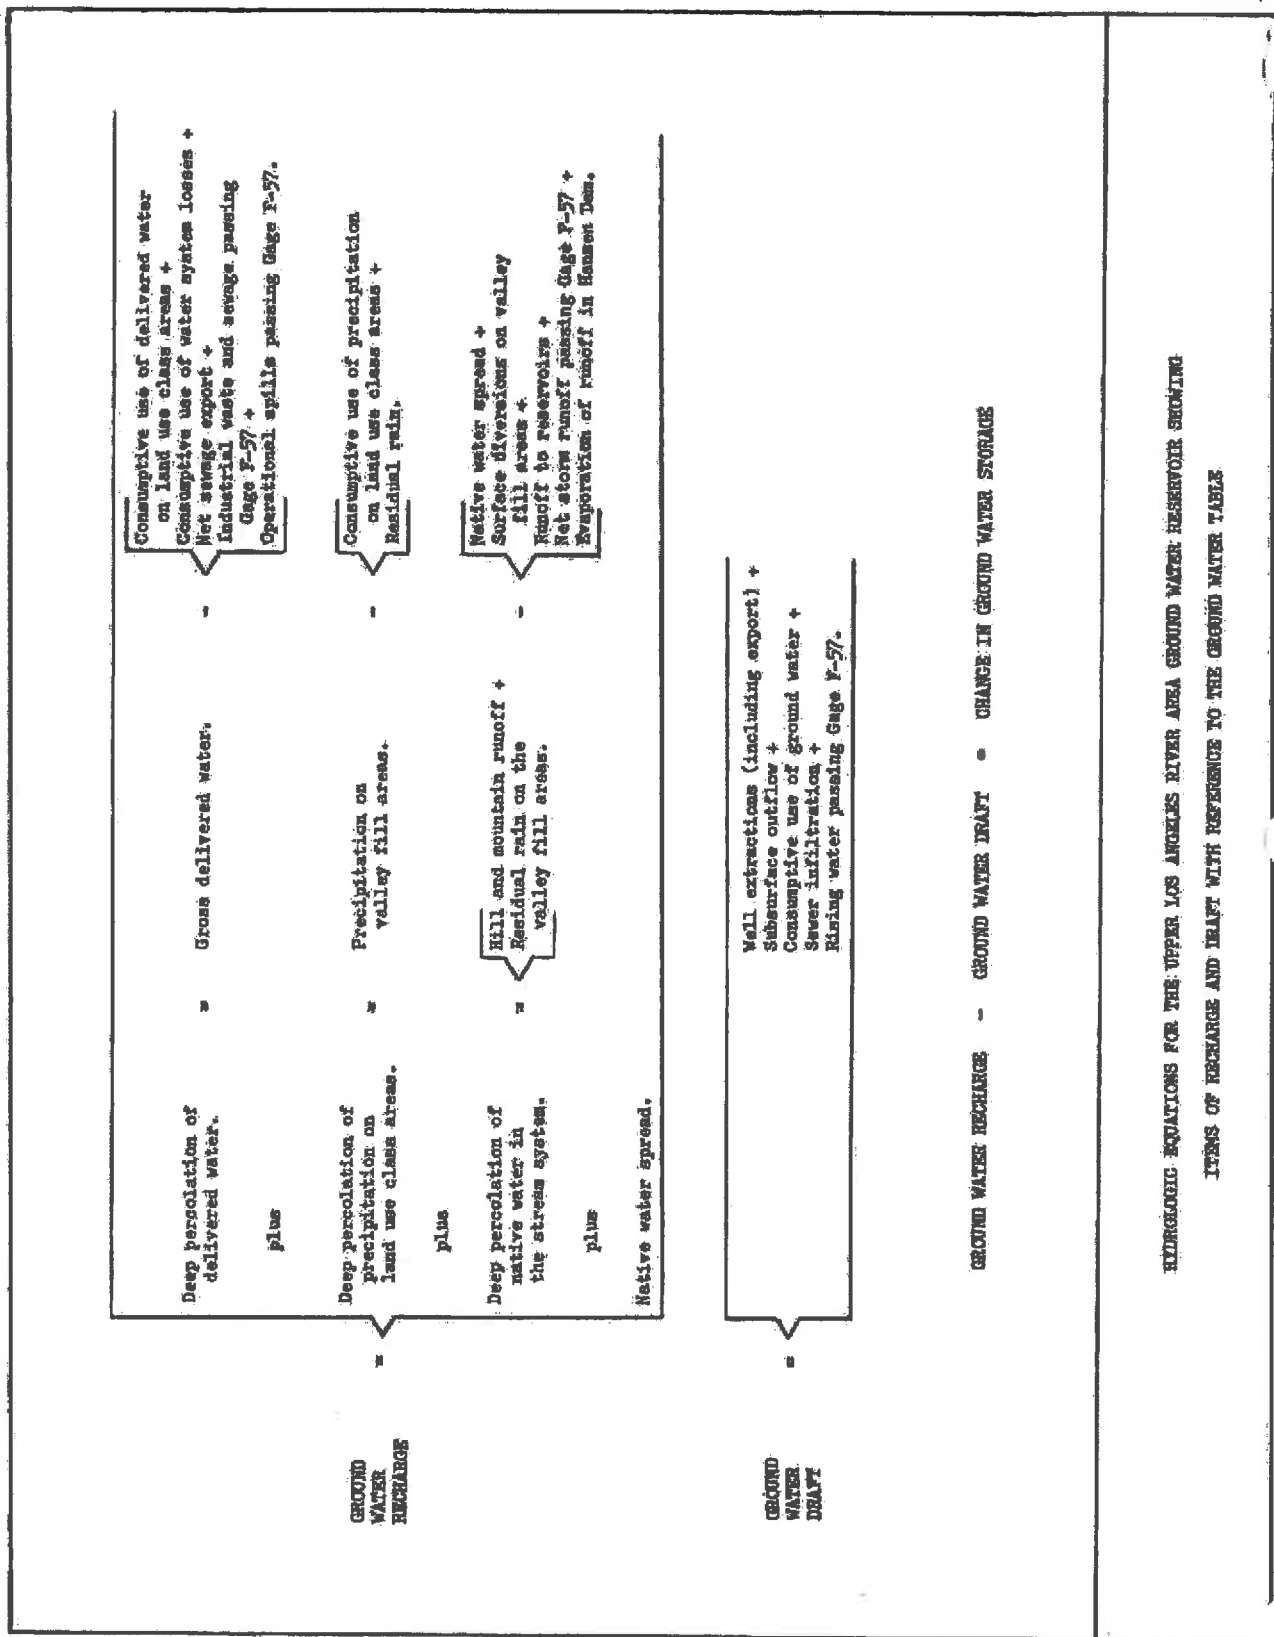 GROUND
WATER
RECHARGE
=
Deep percolation of
delivered water.
=
Gross delivered water.
-
Consumptive use of delivered water
on land use class areas +
Consumptive use of water system losses +
Net sewage export +
Industrial waste and sewage passing
Gage F-57 +
Operational spills passing Gage F-57.
plus
Deep percolation of
precipitation on
land use class areas.
=
Precipitation on
valley fill areas.
-
Consumptive use of precipitation
on land use class areas +
Residual rain.
plus
Deep percolation of
native water in
the stream system.
=
Hill and mountain runoff +
Residual rain on the
valley fill areas.
-
Native water spread +
Surface diversions on valley
fill areas +
Runoff to reservoirs +
Net storm runoff passing Gage F-57 +
Evaporation of runoff in Hansen Dam.
plus
Native water spread.
GROUND
WATER
DRAFT
=
Well extractions (including export) +
Subsurface outflow +
Consumptive use of ground water +
Sewer infiltration +
Rising water passing Gage F-57.
GROUND WATER RECHARGE - GROUND WATER DRAFT = CHANGE IN GROUND WATER STORAGE
HYDROLOGIC EQUATIONS FOR THE UPPER LOS ANGELES RIVER AREA GROUND WATER RESERVOIR SHOWING
ITEMS OF RECHARGE AND DRAFT WITH REFERENCE TO THE GROUND WATER TABLE